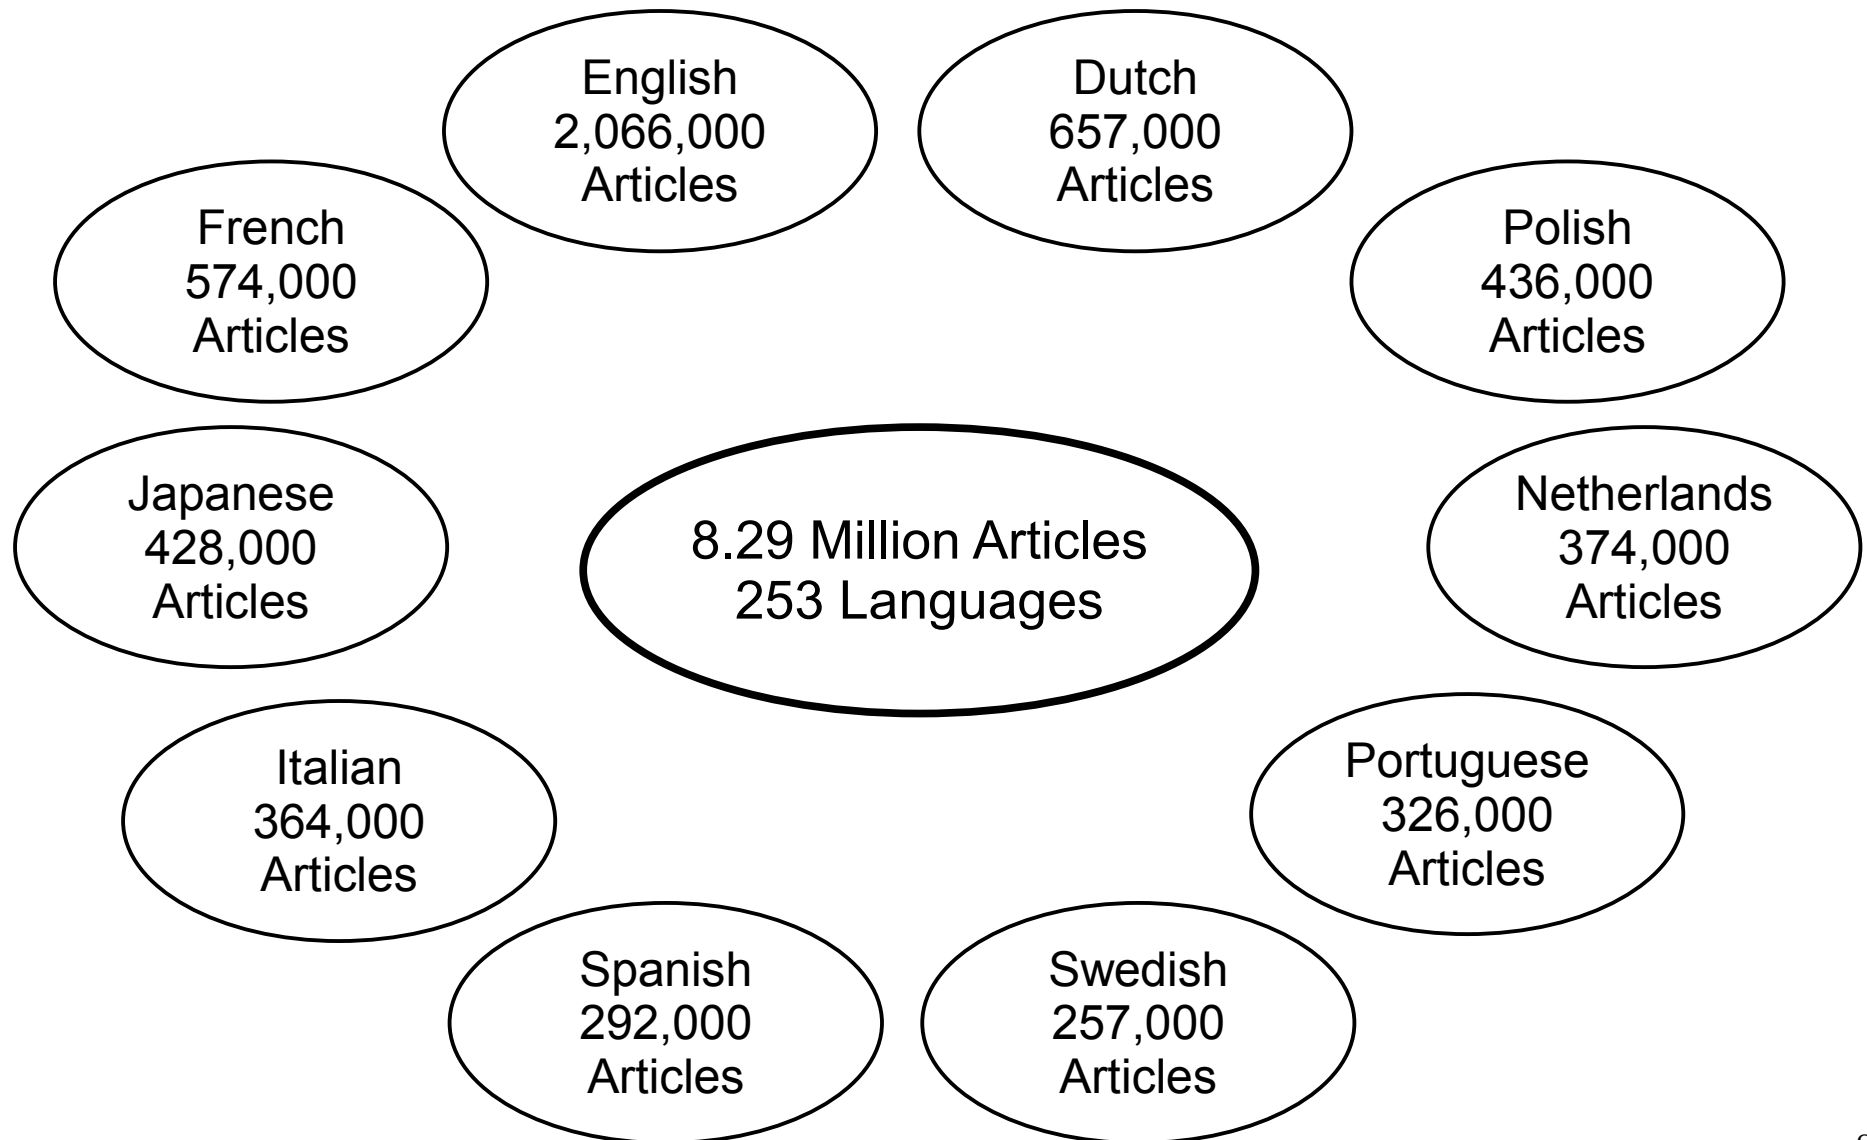 English
2,066,000
Articles
Dutch
657,000
Articles
French
574,000
Articles
Polish
436,000
Articles
Japanese
428,000
Articles
8.29 Million Articles
253 Languages
Netherlands
374,000
Articles
Italian
364,000
Articles
Portuguese
326,000
Articles
Spanish
292,000
Articles
Swedish
257,000
Articles